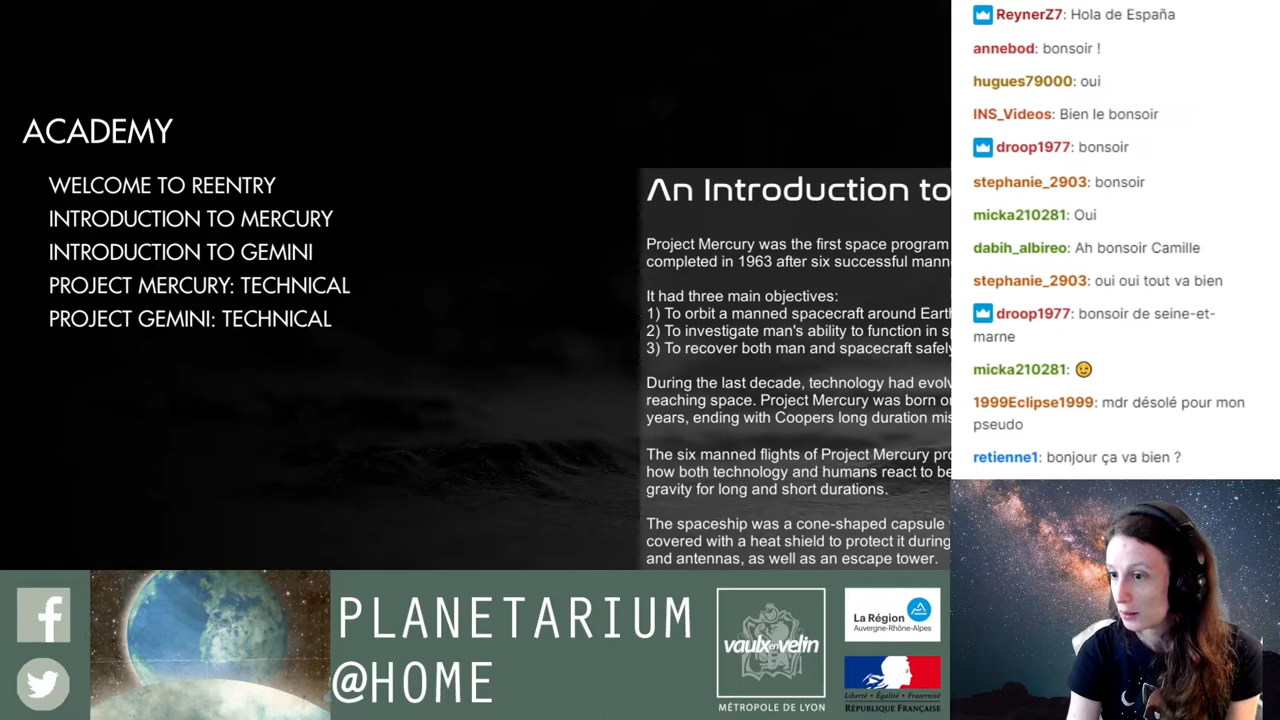 ACADEMY
WELCOME TO REENTRY
INTRODUCTION TO MERCURY
INTRODUCTION TO GEMINI
PROJECT MERCURY: TECHNICAL
PROJECT GEMINI: TECHNICAL
An Introduction to
Project Mercury was the first space program
completed in 1963 after six successful mann
It had three main objectives:
1) To orbit a manned spacecraft around Eart
2) To investigate man's ability to function in s
3) To recover both man and spacecraft safely
During the last decade, technology had evol
reaching space. Project Mercury was born o
years, ending with Coopers long duration mis
The six manned flights of Project Mercury pr
how both technology and humans react to be
gravity for long and short durations.
The spaceship was a cone-shaped capsule
covered with a heat shield to protect it during
and antennas, as well as an escape tower.
ReynerZ7: Hola de España
annebod: bonsoir !
hugues79000: oui
INS_Videos: Bien le bonsoir
droop1977: bonsoir
stephanie_2903: bonsoir
micka210281: Oui
dabih_albireo: Ah bonsoir Camille
stephanie_2903: oui oui tout va bien
droop1977: bonsoir de seine-et-
marne
micka210281: 😉
1999Eclipse1999: mdr désolé pour mon
pseudo
retienne1: bonjour ça va bien ?
PLANETARIUM
@HOME
vaulx en velin
MÉTROPOLE DE LYON
La Région
Auvergne-Rhône-Alpes
Liberté • Égalité • Fraternité
RÉPUBLIQUE FRANÇAISE